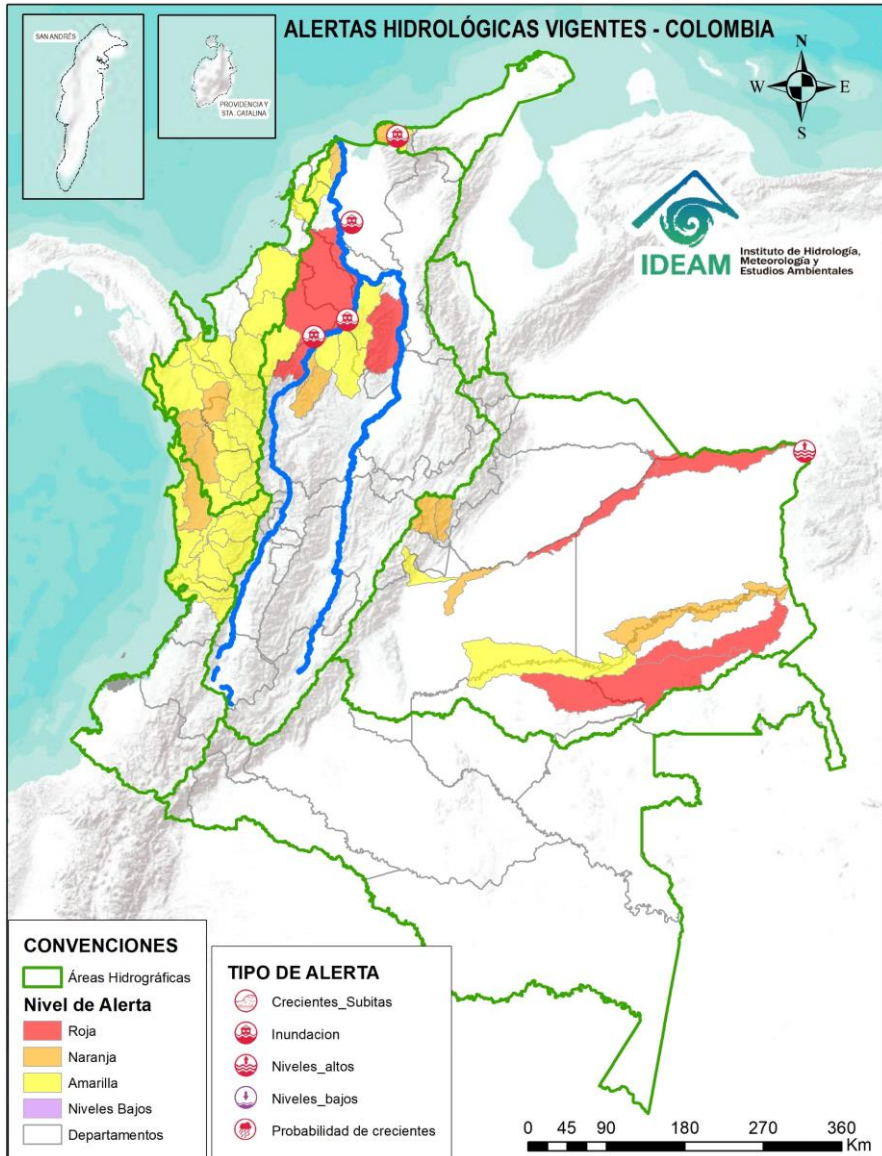 ALERTAS HIDROLÓGICAS VIGENTES - COLOMBIA
SAN ANDRÉS
PROVIDENCIA Y
STA. CATALINA
N
W
E
S
IDEAM
Instituto de Hidrología,
Meteorología y
Estudios Ambientales
CONVENCIONES
Áreas Hidrográficas
Nivel de Alerta
Roja
Naranja
Amarilla
Niveles Bajos
Departamentos
TIPO DE ALERTA
Crecientes_Subitas
Inundacion
Niveles_altos
Niveles_bajos
Probabilidad de crecientes
0 45 90 180 270 360
Km